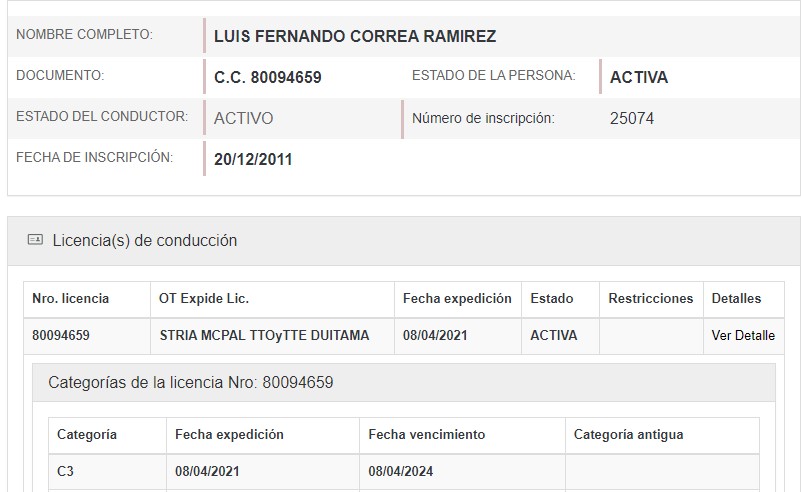 NOMBRE COMPLETO: LUIS FERNANDO CORREA RAMIREZ
DOCUMENTO: C.C. 80094659 ESTADO DE LA PERSONA: ACTIVA
ESTADO DEL CONDUCTOR: ACTIVO Número de inscripción: 25074
FECHA DE INSCRIPCIÓN: 20/12/2011
Licencia(s) de conducción
Nro. licencia OT Expide Lic. Fecha expedición Estado Restricciones Detalles
80094659 STRIA MCPAL TTOyTTE DUITAMA 08/04/2021 ACTIVA Ver Detalle
Categorías de la licencia Nro: 80094659
Categoría Fecha expedición Fecha vencimiento Categoría antigua
C3 08/04/2021 08/04/2024